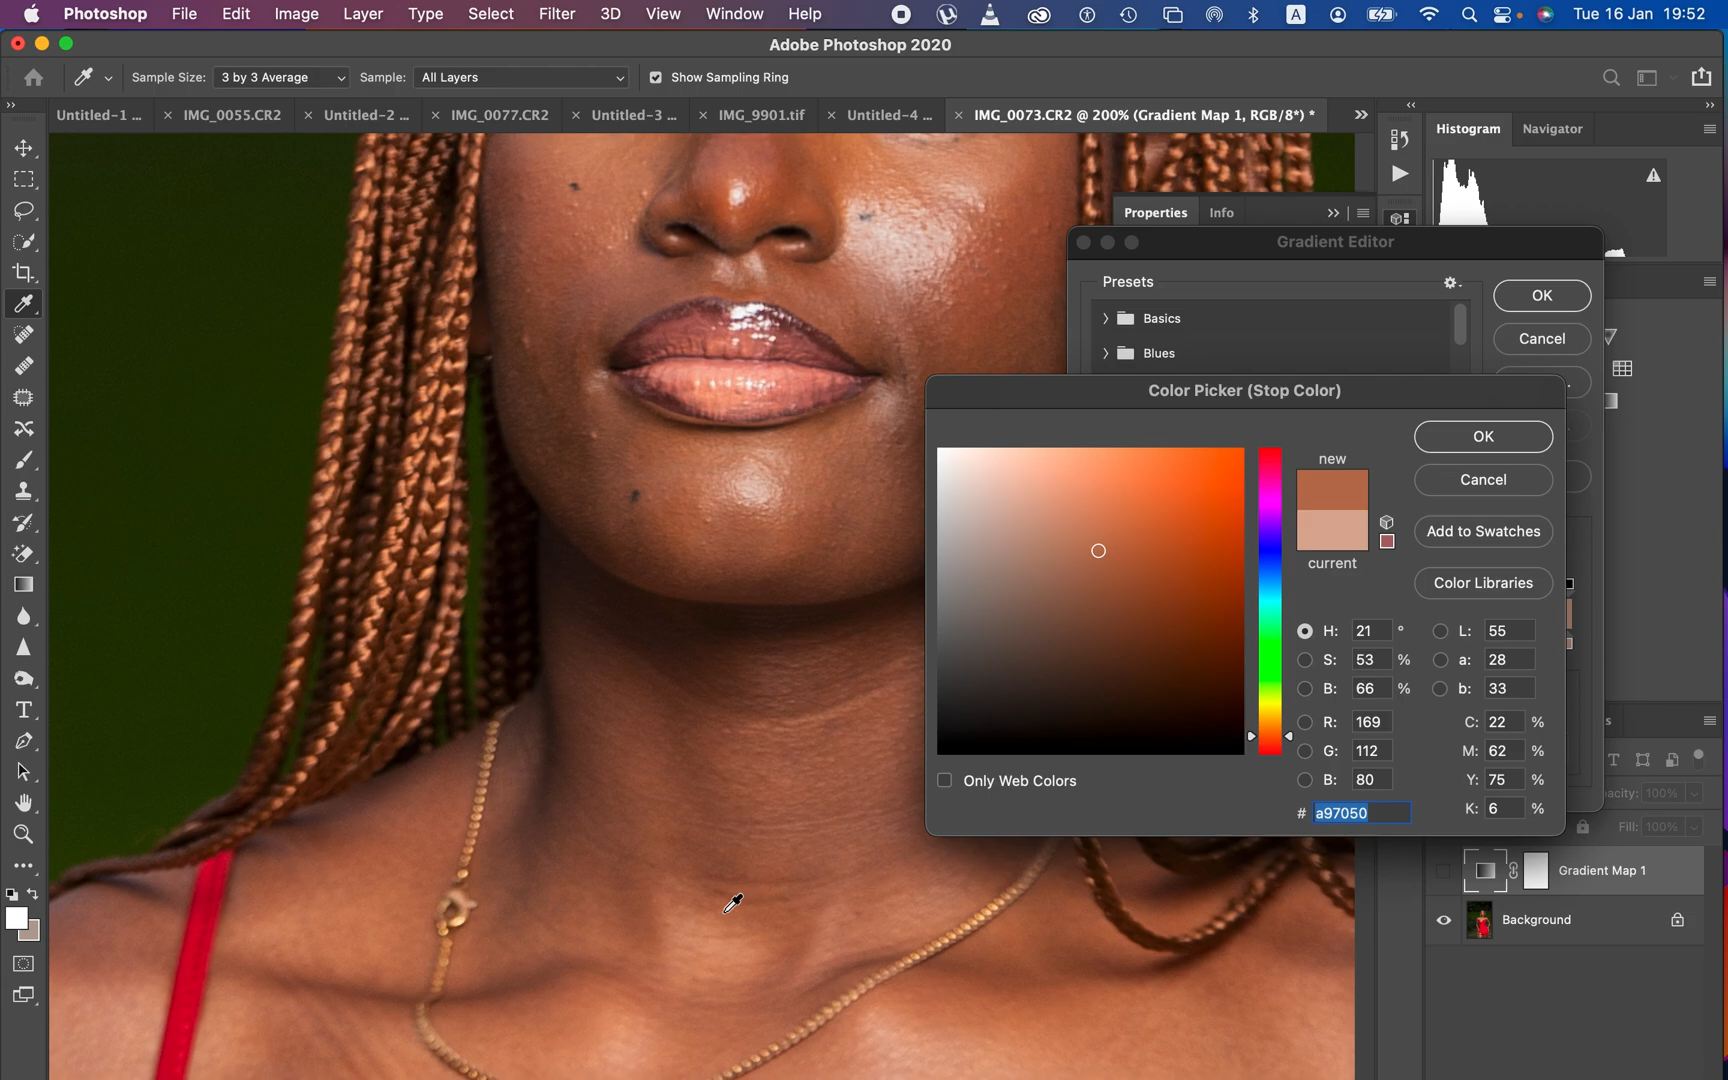 Photoshop File Edit Image Layer Type Select Filter 3D View Window Help A Tue 16 Jan 19:52
Adobe Photoshop 2020
Sample Size: 3 by 3 Average Sample: All Layers Show Sampling Ring
Untitled-1 ... × IMG_0055.CR2 × Untitled-2 ... × IMG_0077.CR2 × Untitled-3 ... × IMG_9901.tif × Untitled-4 ... × IMG_0073.CR2 @ 200% (Gradient Map 1, RGB/8*) *
Histogram Navigator
Properties Info
Gradient Editor
Presets
OK
Basics
Cancel
Blues
Color Picker (Stop Color)
OK
new
Cancel
Add to Swatches
current
Color Libraries
H: 21 ° L: 55
S: 53 % a: 28
B: 66 % b: 33
R: 169 C: 22 %
G: 112 M: 62 %
B: 80 Y: 75 %
Only Web Colors
# a97050 K: 6 %
acity: 100%
Fill: 100%
Gradient Map 1
Background